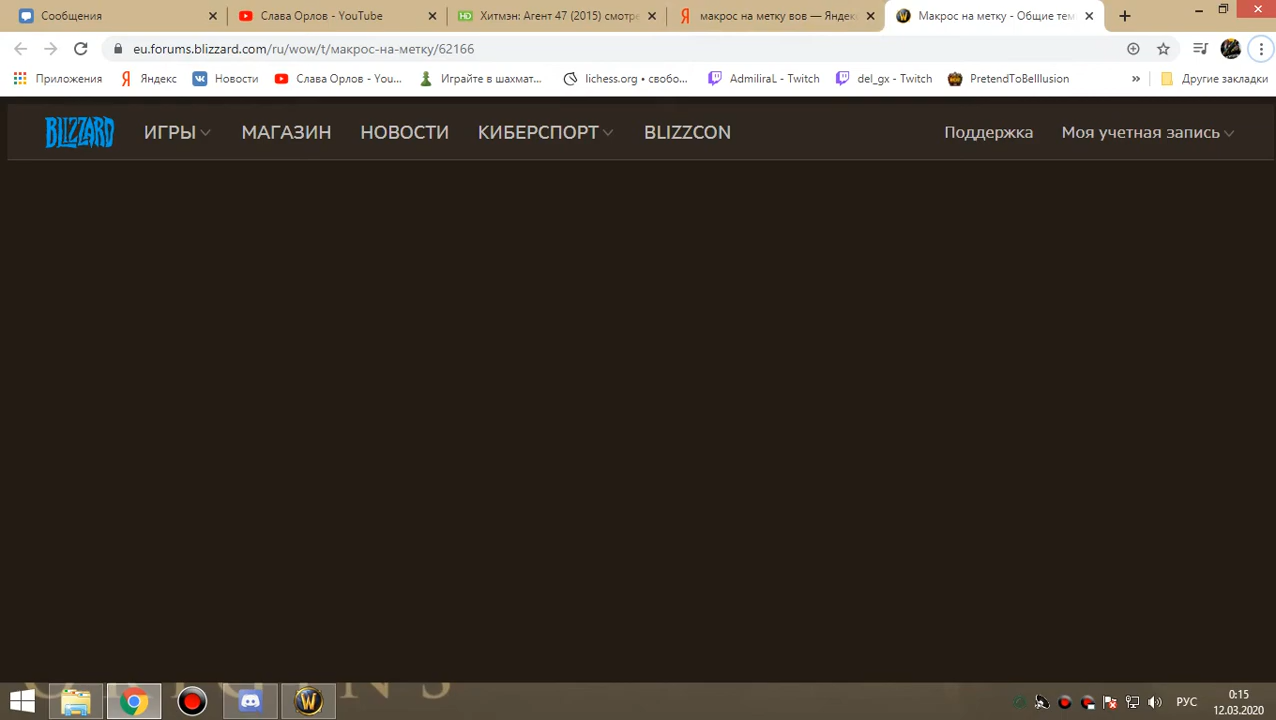 Сообщения
Слава Орлов - YouTube
Хитмэн: Агент 47 (2015) смотре
макрос на метку вов — Яндекс
Макрос на метку - Общие тем
eu.forums.blizzard.com/ru/wow/t/макрос-на-метку/62166
Приложения
Яндекс
Новости
Слава Орлов - You...
Играйте в шахмат...
lichess.org • свобо...
AdmiliraL - Twitch
del_gx - Twitch
PretendToBeIllusion
»
Другие закладки
BLIZZARD
ИГРЫ
МАГАЗИН
НОВОСТИ
КИБЕРСПОРТ
BLIZZCON
Поддержка
Моя учетная запись
РУС
0:15
12.03.2020